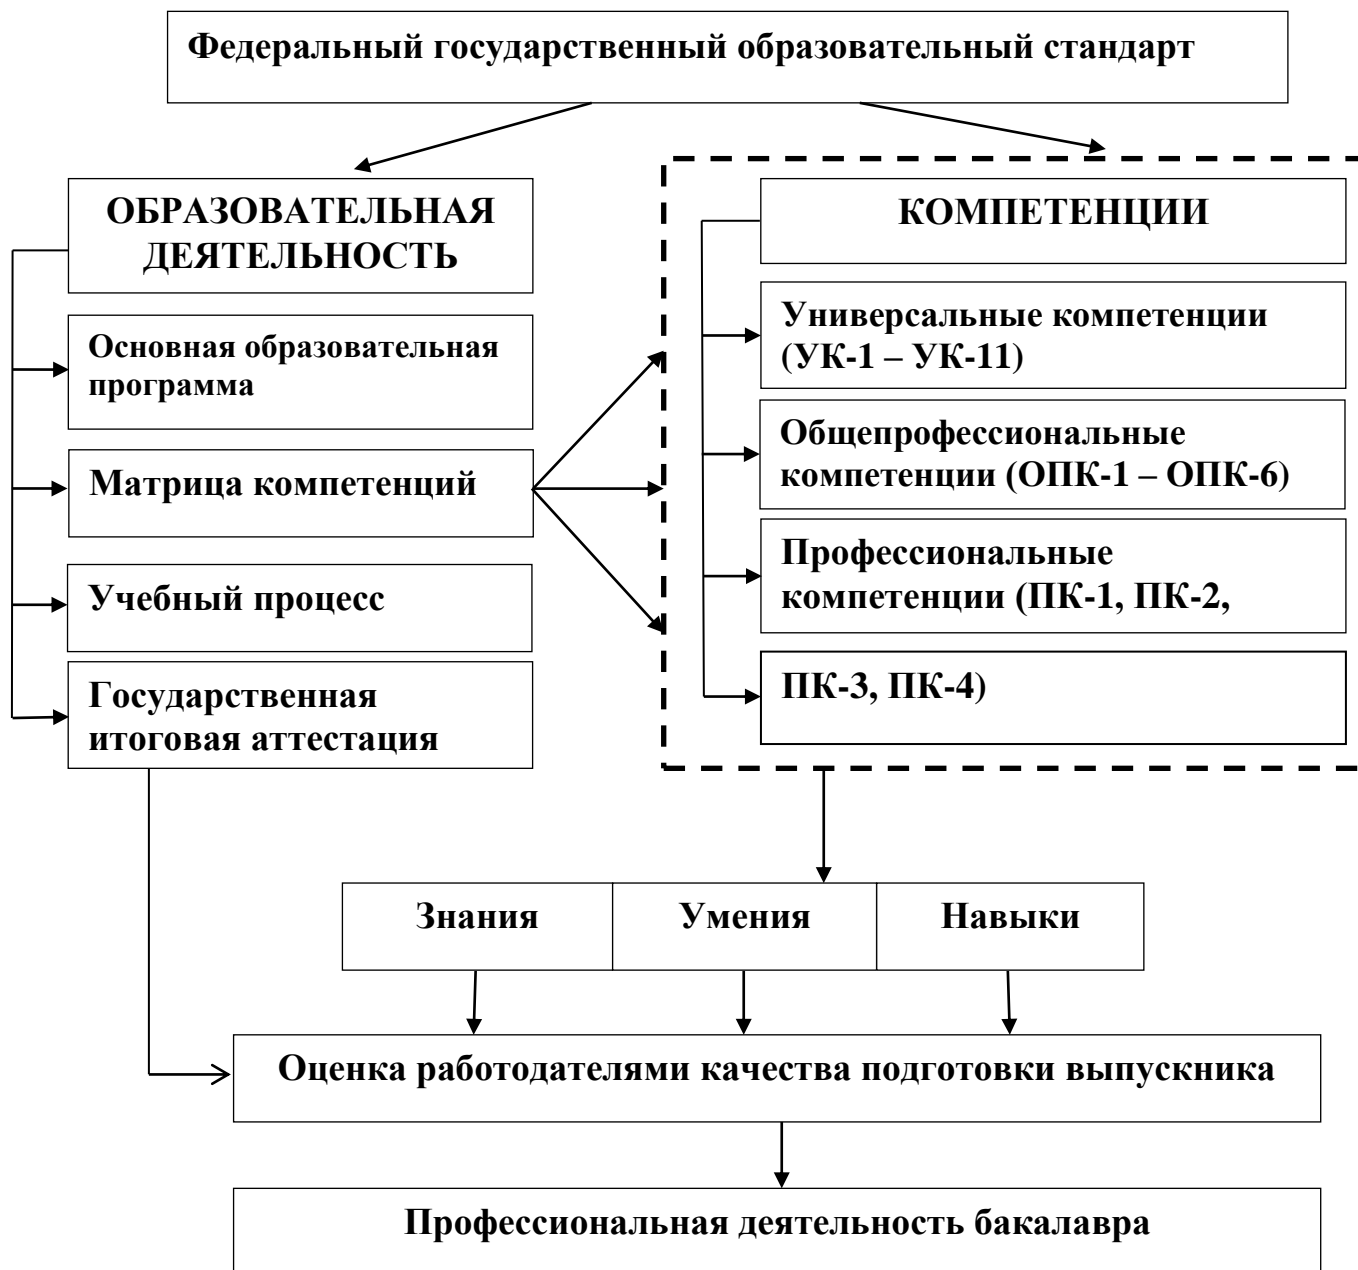 Федеральный государственный образовательный стандарт
ОБРАЗОВАТЕЛЬНАЯ
ДЕЯТЕЛЬНОСТЬ
Основная образовательная
программа
Матрица компетенций
Учебный процесс
Государственная
итоговая аттестация
КОМПЕТЕНЦИИ
Универсальные компетенции
(УК-1 – УК-11)
Общепрофессиональные
компетенции (ОПК-1 – ОПК-6)
Профессиональные
компетенции (ПК-1, ПК-2,
ПК-3, ПК-4)
Знания
Умения
Навыки
Оценка работодателями качества подготовки выпускника
Профессиональная деятельность бакалавра